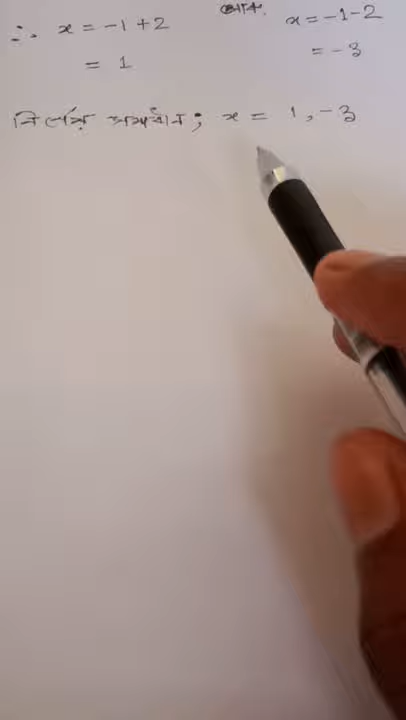 ∴ x = -1+2 অথবা, x = -1-2
= 1 = -3
নির্ণেয় সমাধান; x = 1, -3